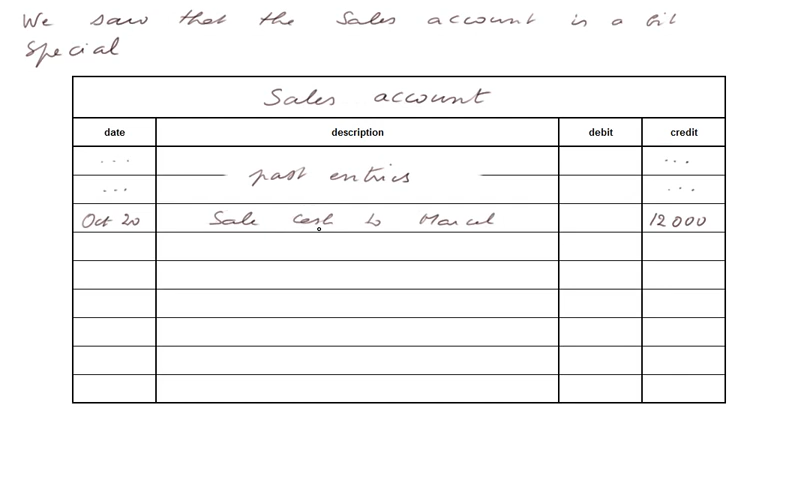 We saw that the Sales account is a bit
special
Sales account
date description debit credit
... ...
past entries
... ...
Oct 20 Sale cash to Marcel 12000